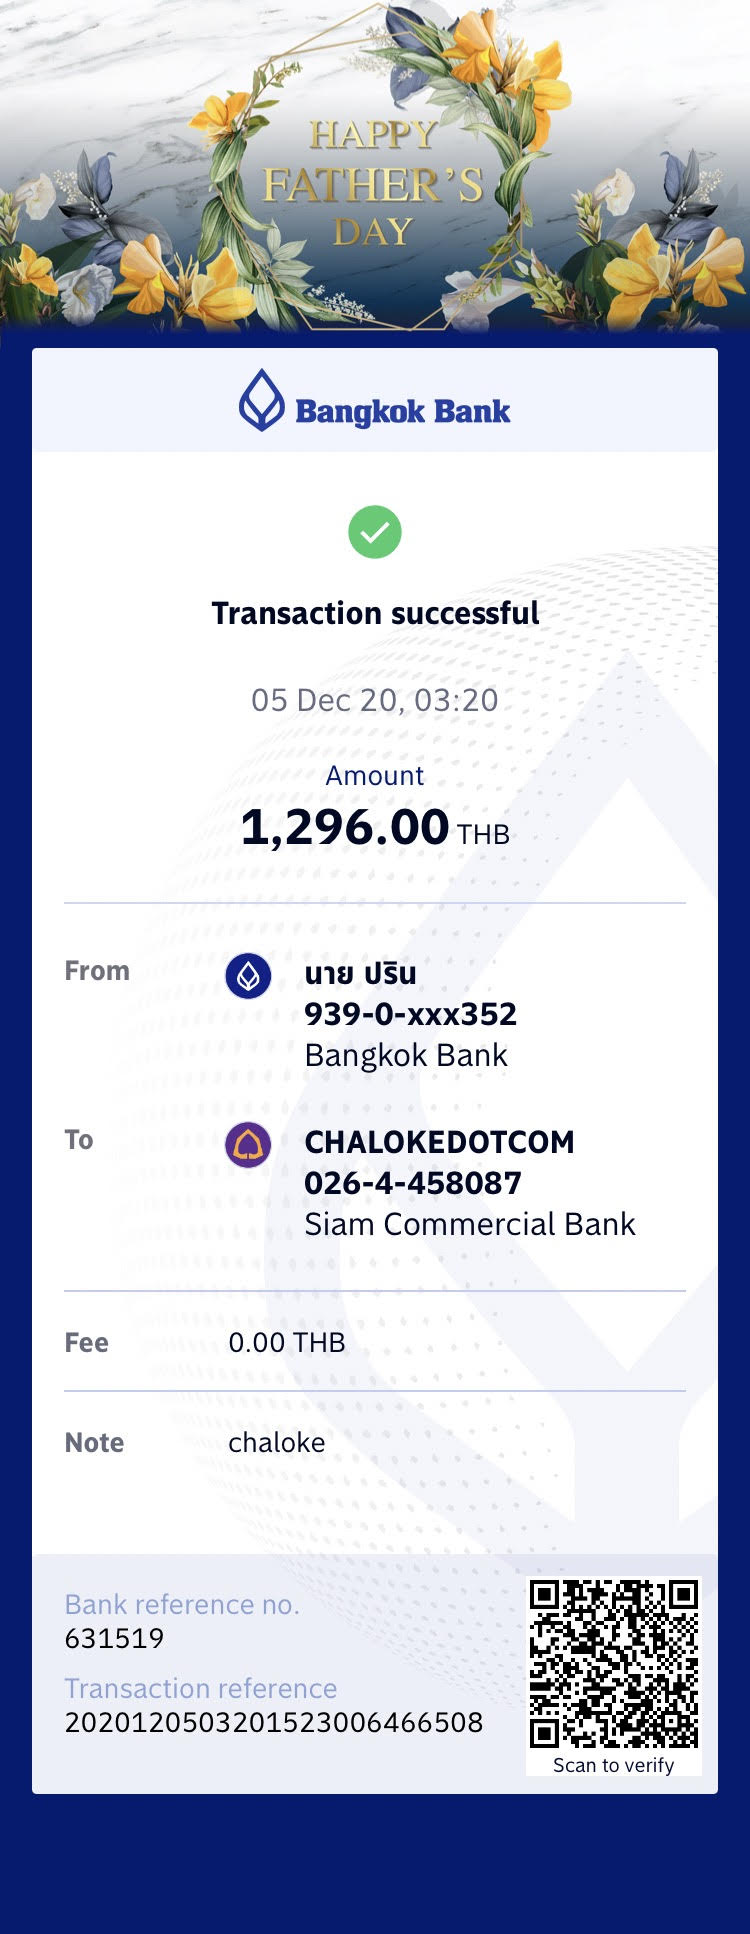 HAPPY
FATHER'S
DAY
Bangkok Bank
Transaction successful
05 Dec 20, 03:20
Amount
1,296.00 THB
From
นาย ปริน
939-0-xxx352
Bangkok Bank
To
CHALOKEDOTCOM
026-4-458087
Siam Commercial Bank
Fee 0.00 THB
Note chaloke
Bank reference no.
631519
Transaction reference
2020120503201523006466508
Scan to verify